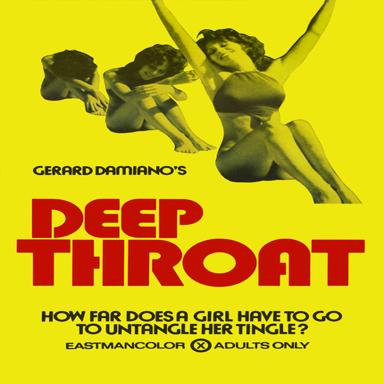 GERARD DAMIANO'S
DEEP
THROAT
HOW FAR DOES A GIRL HAVE TO GO
TO UNTANGLE HER TINGLE?
EASTMANCOLOR X ADULTS ONLY